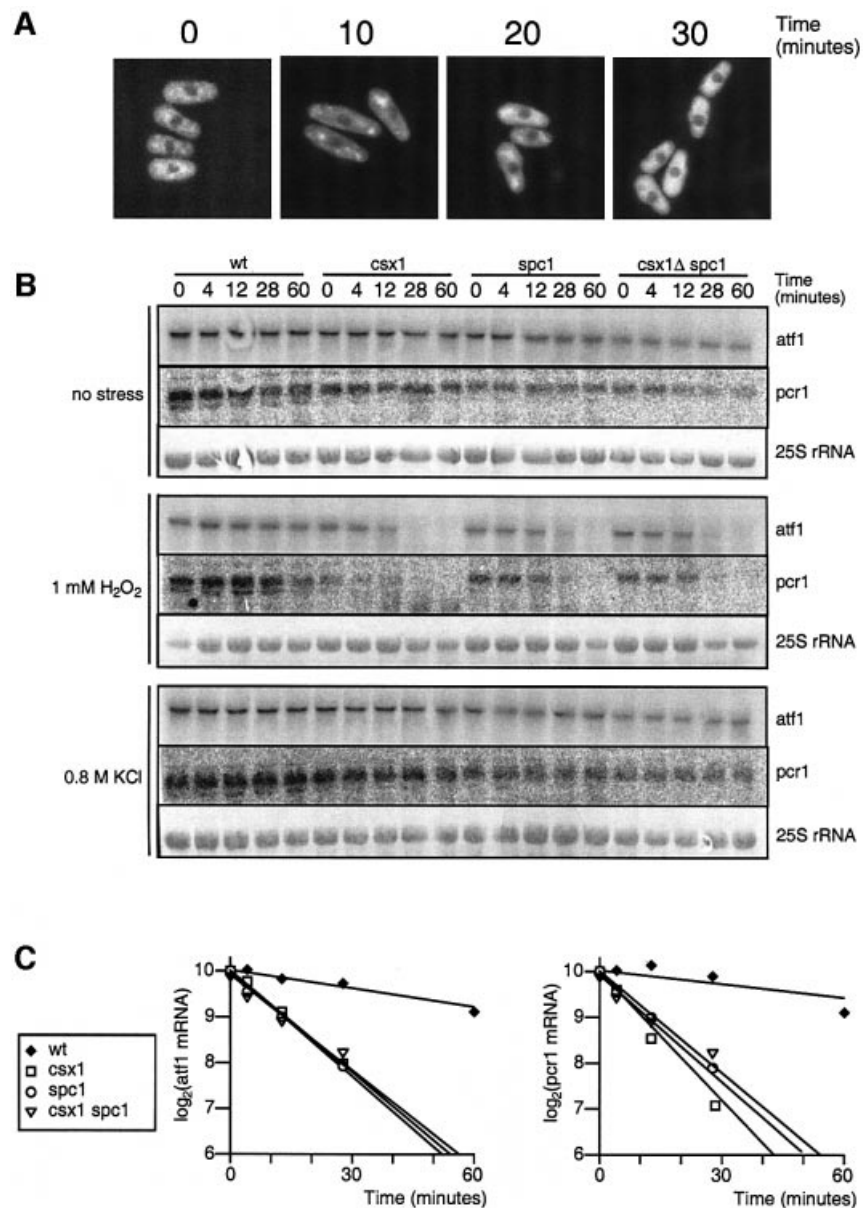 A
0 10 20 30 Time
(minutes)
B
wt csx1 spc1 csx1Δ spc1
0 4 12 28 60 0 4 12 28 60 0 4 12 28 60 0 4 12 28 60 Time
(minutes)
no stress
atf1
pcr1
25S rRNA
1 mM H₂O₂
atf1
pcr1
25S rRNA
0.8 M KCl
atf1
pcr1
25S rRNA
C
wt
csx1
spc1
csx1 spc1
log₂(atf1 mRNA)
10
9
8
7
6
0 30 60
Time (minutes)
log₂(pcr1 mRNA)
10
9
8
7
6
0 30 60
Time (minutes)